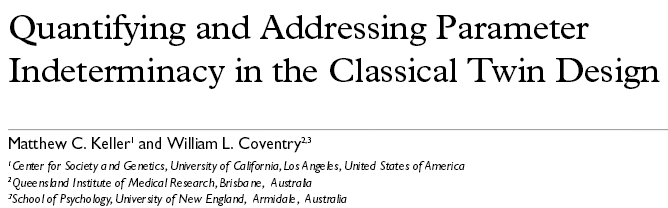 Quantifying and Addressing Parameter
Indeterminacy in the Classical Twin Design
Matthew C. Keller¹ and William L. Coventry²,³
¹Center for Society and Genetics, University of California, Los Angeles, United States of America
²Queensland Institute of Medical Research, Brisbane, Australia
³School of Psychology, University of New England, Armidale, Australia